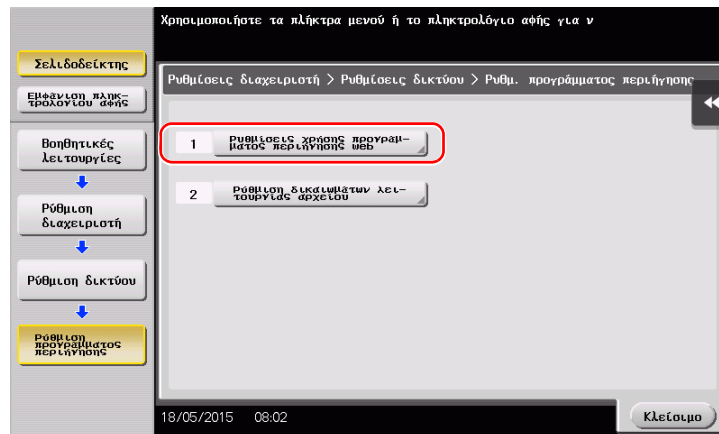 Χρησιμοποιήστε τα πλήκτρα μενού ή το πληκτρολόγιο αφής για ν
Σελιδοδείκτης
Εμφάνιση πληκ-
τρολογίου αφής
Βοηθητικές
λειτουργίες
Ρύθμιση
διαχειριστή
Ρύθμιση δικτύου
Ρύθμιση
προγράμματος
περιήγησης
Ρυθμίσεις διαχειριστή > Ρυθμίσεις δικτύου > Ρυθμ. προγράμματος περιήγησης
1 Ρυθμίσεις χρήσης προγράμ-
ματος περιήγησης web
2 Ρύθμιση δικαιωμάτων λει-
τουργίας αρχείου
18/05/2015 08:02
Κλείσιμο